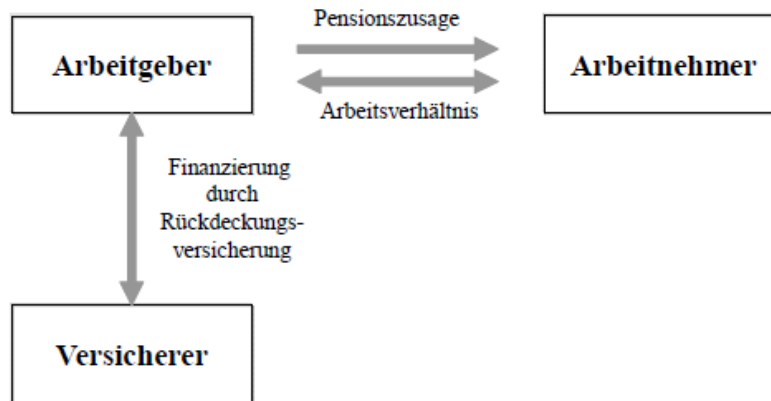 Pensionszusage
Arbeitgeber
Arbeitnehmer
Arbeitsverhältnis
Finanzierung
durch
Rückdeckungs-
versicherung
Versicherer